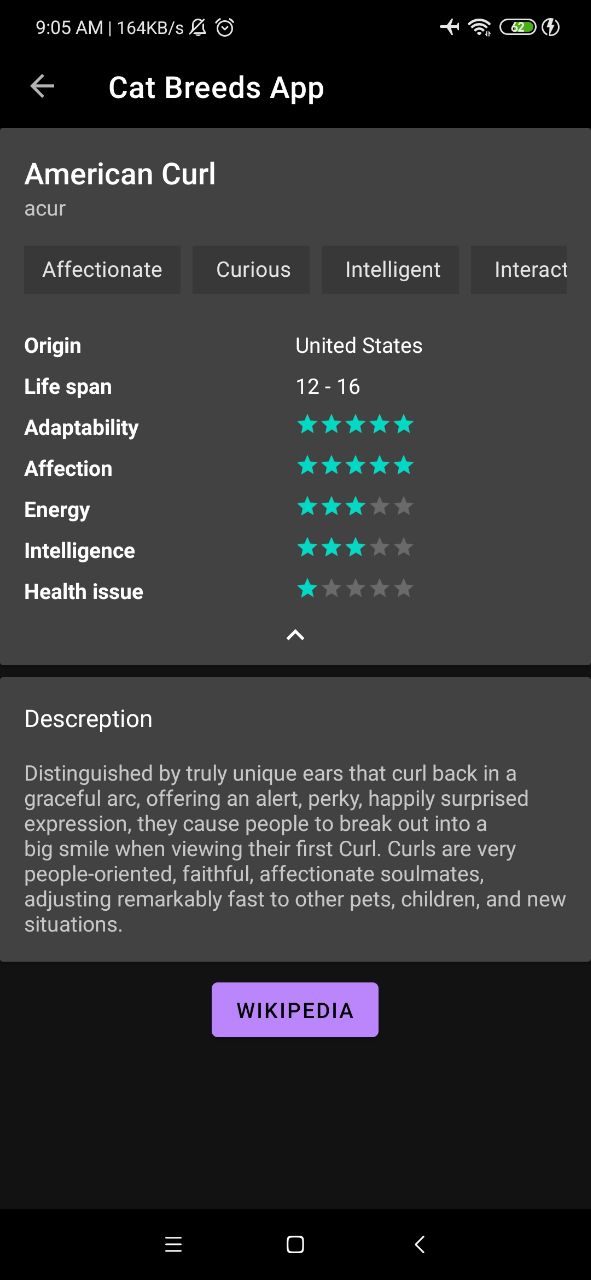 9:05 AM | 164KB/s
62
Cat Breeds App
American Curl
acur
Affectionate Curious Intelligent Interact
Origin United States
Life span 12 - 16
Adaptability
Affection
Energy
Intelligence
Health issue
Descreption
Distinguished by truly unique ears that curl back in a
graceful arc, offering an alert, perky, happily surprised
expression, they cause people to break out into a
big smile when viewing their first Curl. Curls are very
people-oriented, faithful, affectionate soulmates,
adjusting remarkably fast to other pets, children, and new
situations.
WIKIPEDIA